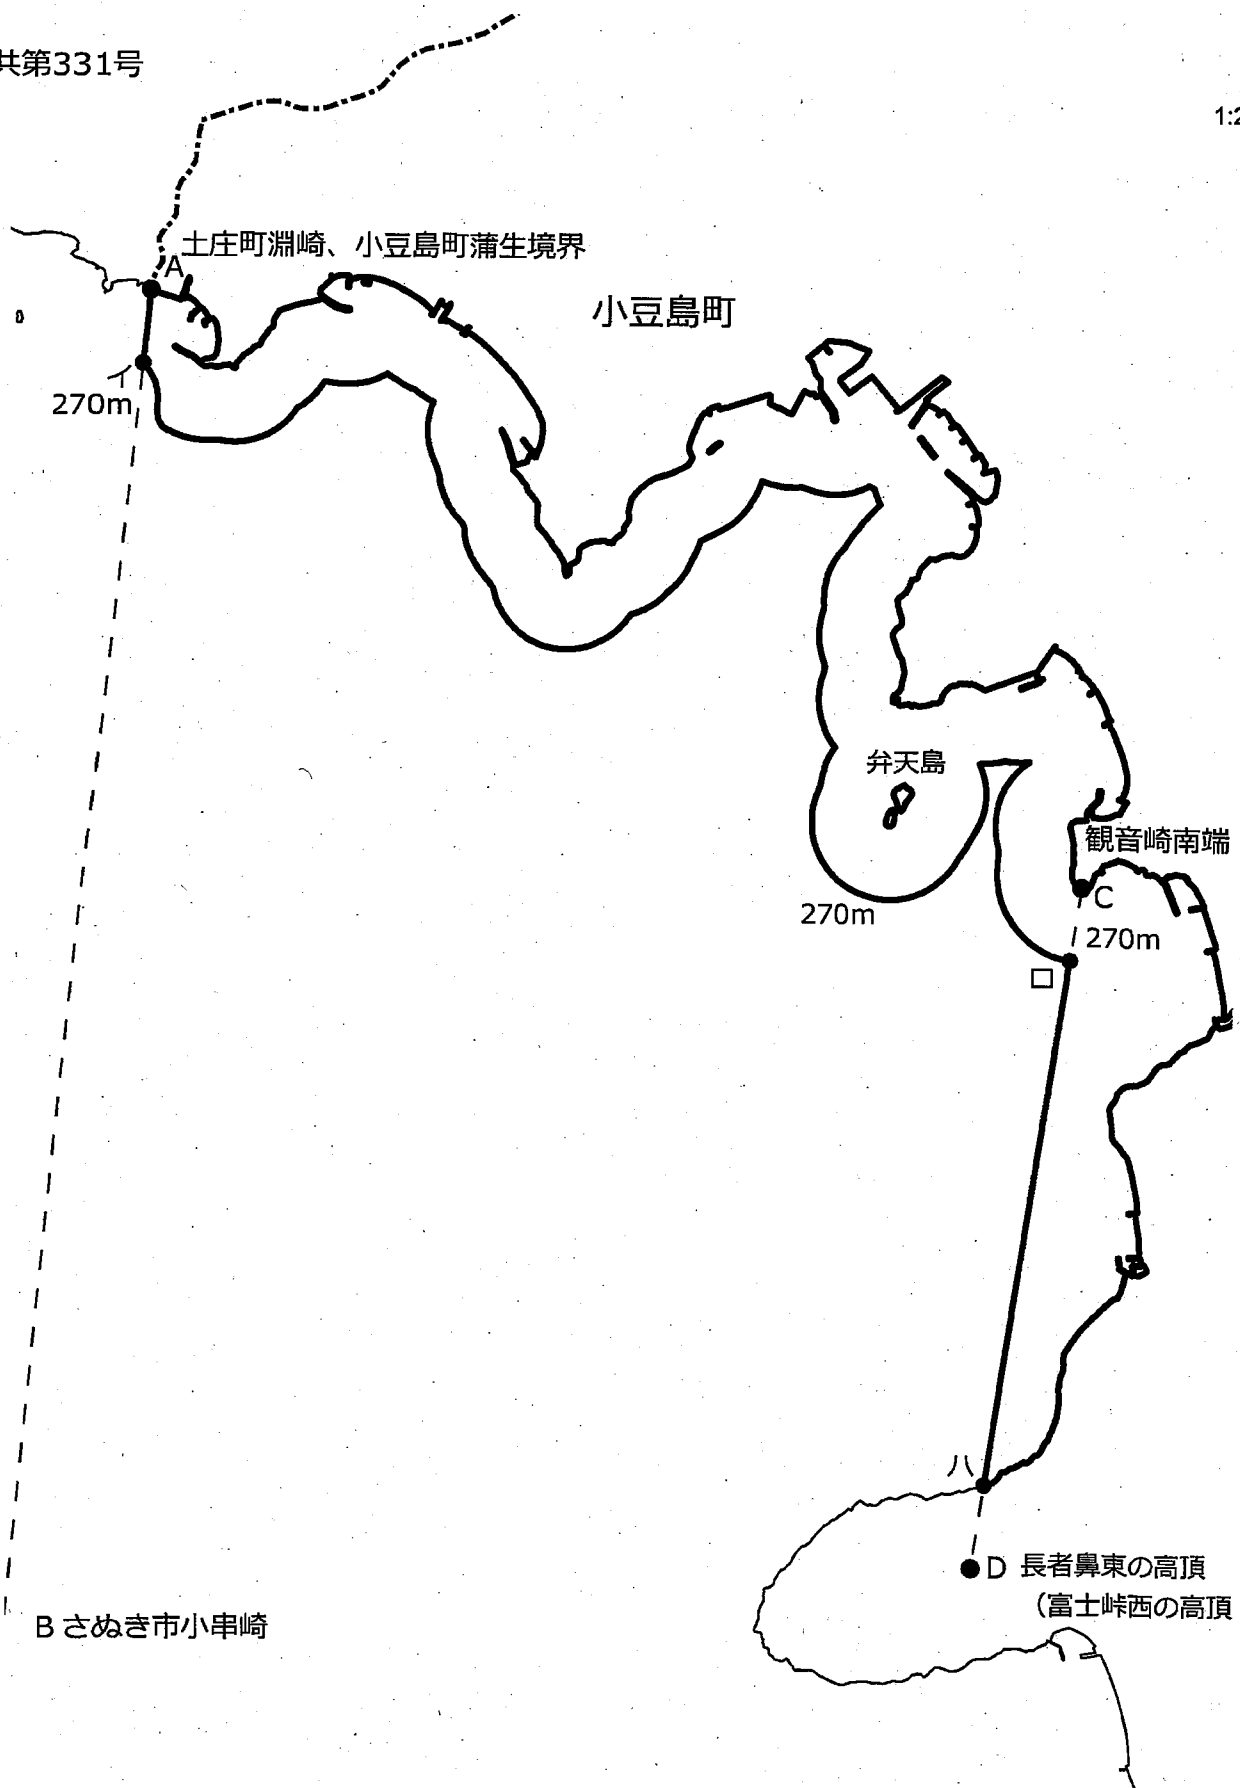 共第331号
1:2
土庄町淵崎、小豆島町蒲生境界
A
小豆島町
イ
270m
弁天島
観音崎南端
C
270m
270m
ロ
ハ
D 長者鼻東の高頂
(富士峠西の高頂
B さぬき市小串崎